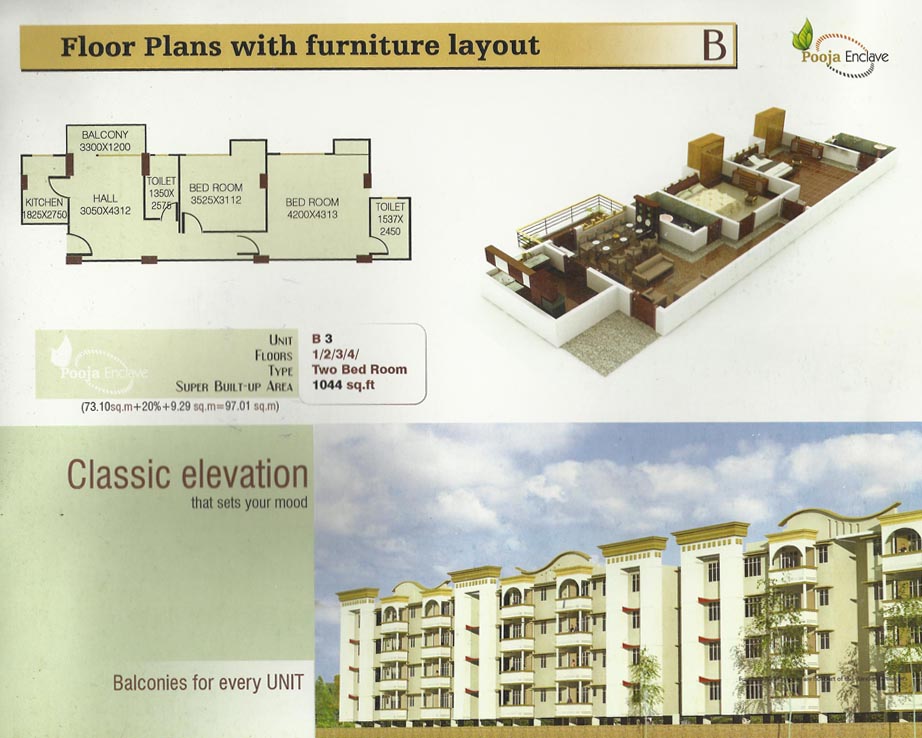 Floor Plans with furniture layout
B
Pooja Enclave
BALCONY
3300X1200
KITCHEN
1825X2750
HALL
3050X4312
TOILET
1350X
2575
BED ROOM
3525X3112
BED ROOM
4200X4313
TOILET
1537X
2450
Pooja Enclave
UNIT B 3
FLOORS 1/2/3/4/
TYPE Two Bed Room
SUPER BUILT-UP AREA 1044 sq.ft
(73.10sq.m+20%+9.29 sq.m=97.01 sq.m)
Classic elevation
that sets your mood
Balconies for every UNIT